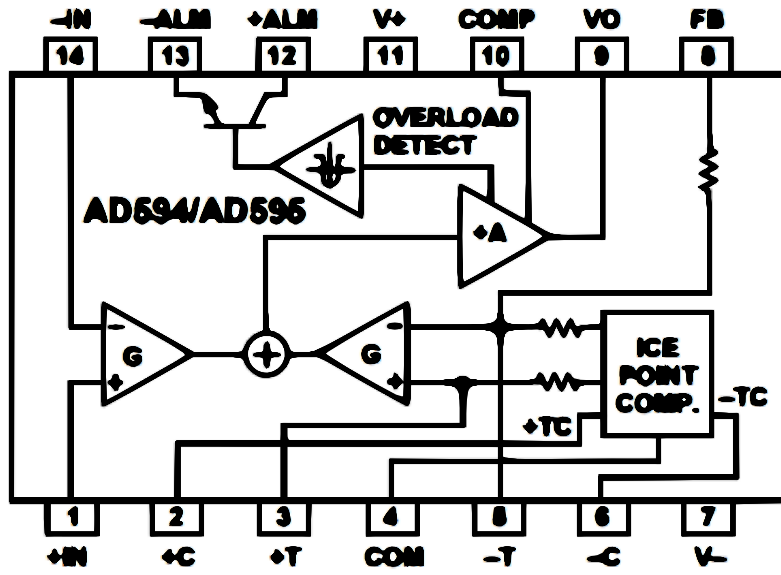 –IN –ALM +ALM V+ COMP VO FB
14 13 12 11 10 9 8
OVERLOAD
DETECT
AD594/AD595
+A
–
G
+
+
–
G
+
ICE
POINT
COMP.
–TC
+TC
1 2 3 4 5 6 7
+IN +C +T COM –T –C V–